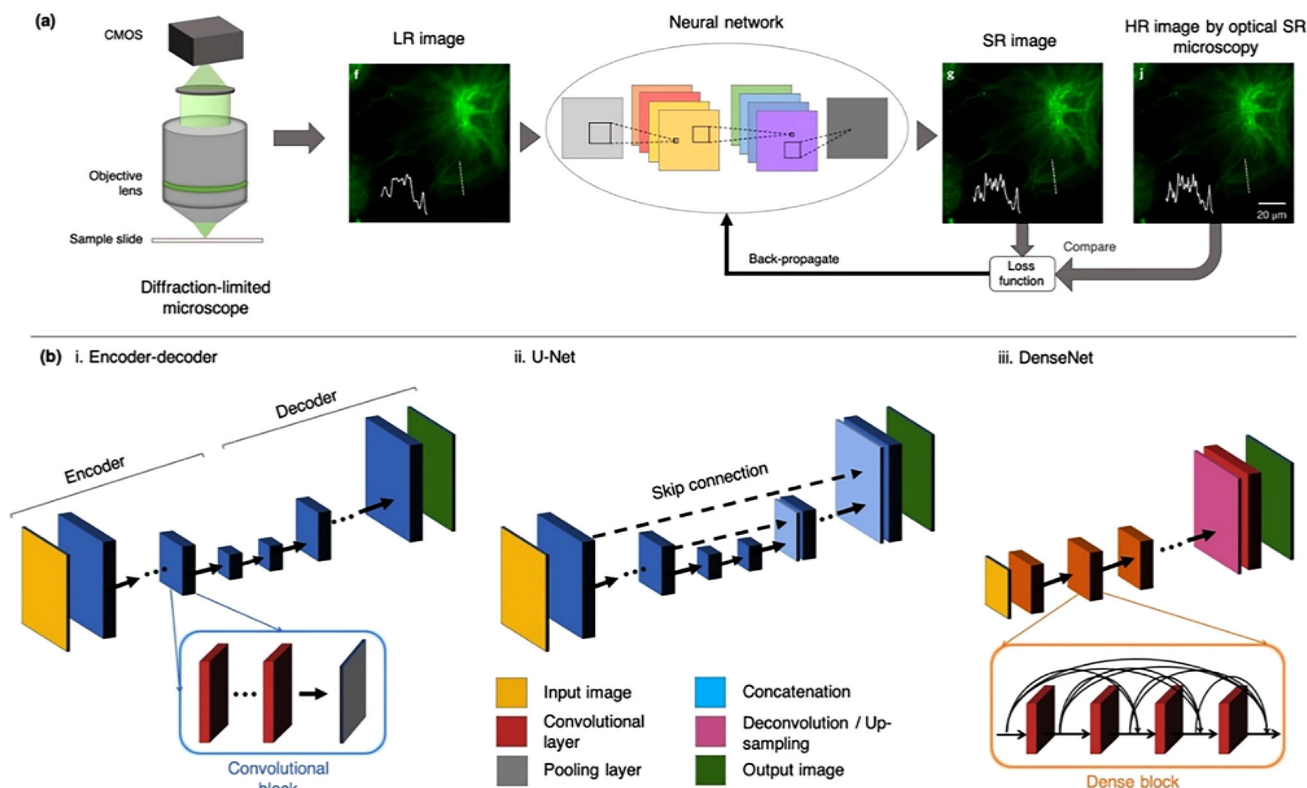 (a)
CMOS
Objective
lens
Sample slide
Diffraction-limited
microscope
LR image
f
Neural network
SR image
g
HR image by optical SR
microscopy
j
20 μm
Back-propagate
Loss
function
Compare
(b) i. Encoder-decoder
Encoder
Decoder
Convolutional
block
ii. U-Net
Skip connection
Input image
Convolutional
layer
Pooling layer
Concatenation
Deconvolution / Up-
sampling
Output image
iii. DenseNet
Dense block